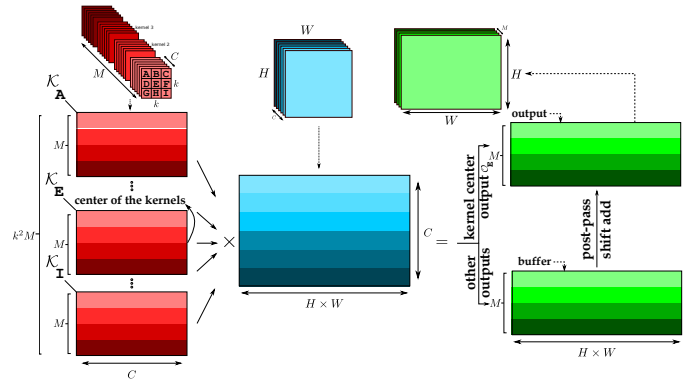 kernel 3
kernel 2
C
M
A B C
D E F
G H I
k
k
W
H
C
M
H
W
𝒦A
M
𝒦E
center of the kernels
M
k²M
𝒦I
M
C
×
C
H × W
=
kernel center
output
other
outputs
output
M
post-pass
shift add
buffer
M
H × W